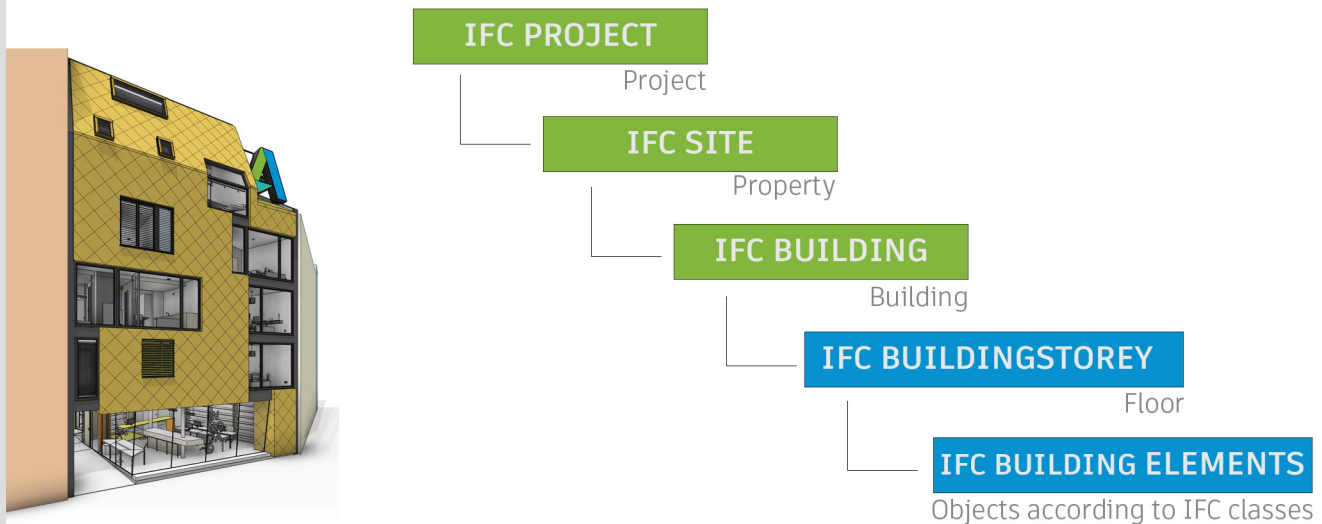 IFC PROJECT
Project
IFC SITE
Property
IFC BUILDING
Building
IFC BUILDINGSTOREY
Floor
IFC BUILDING ELEMENTS
Objects according to IFC classes